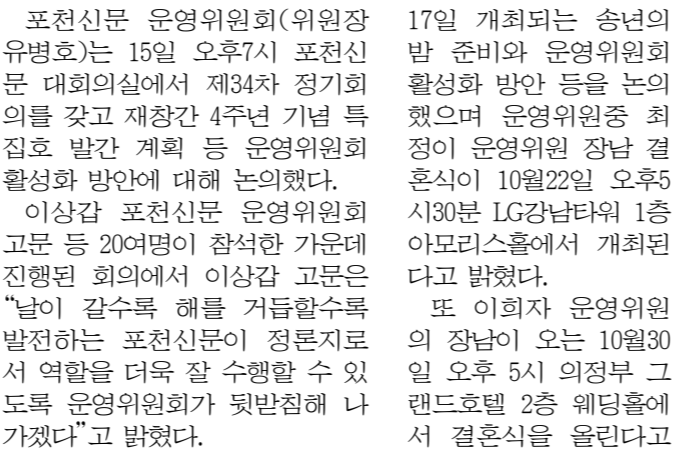 포천신문 운영위원회(위원장
유병호)는 15일 오후7시 포천신
문 대회의실에서 제34차 정기회
의를 갖고 재창간 4주년 기념 특
집호 발간 계획 등 운영위원회
활성화 방안에 대해 논의했다.
이상갑 포천신문 운영위원회
고문 등 20여명이 참석한 가운데
진행된 회의에서 이상갑 고문은
“날이 갈수록 해를 거듭할수록
발전하는 포천신문이 정론지로
서 역할을 더욱 잘 수행할 수 있
도록 운영위원회가 뒷받침해 나
가겠다”고 밝혔다.
17일 개최되는 송년의
밤 준비와 운영위원회
활성화 방안 등을 논의
했으며 운영위원중 최
정이 운영위원 장남 결
혼식이 10월22일 오후5
시30분 LG강남타워 1층
아모리스홀에서 개최된
다고 밝혔다.
또 이희자 운영위원
의 장남이 오는 10월30
일 오후 5시 의정부 그
랜드호텔 2층 웨딩홀에
서 결혼식을 올린다고